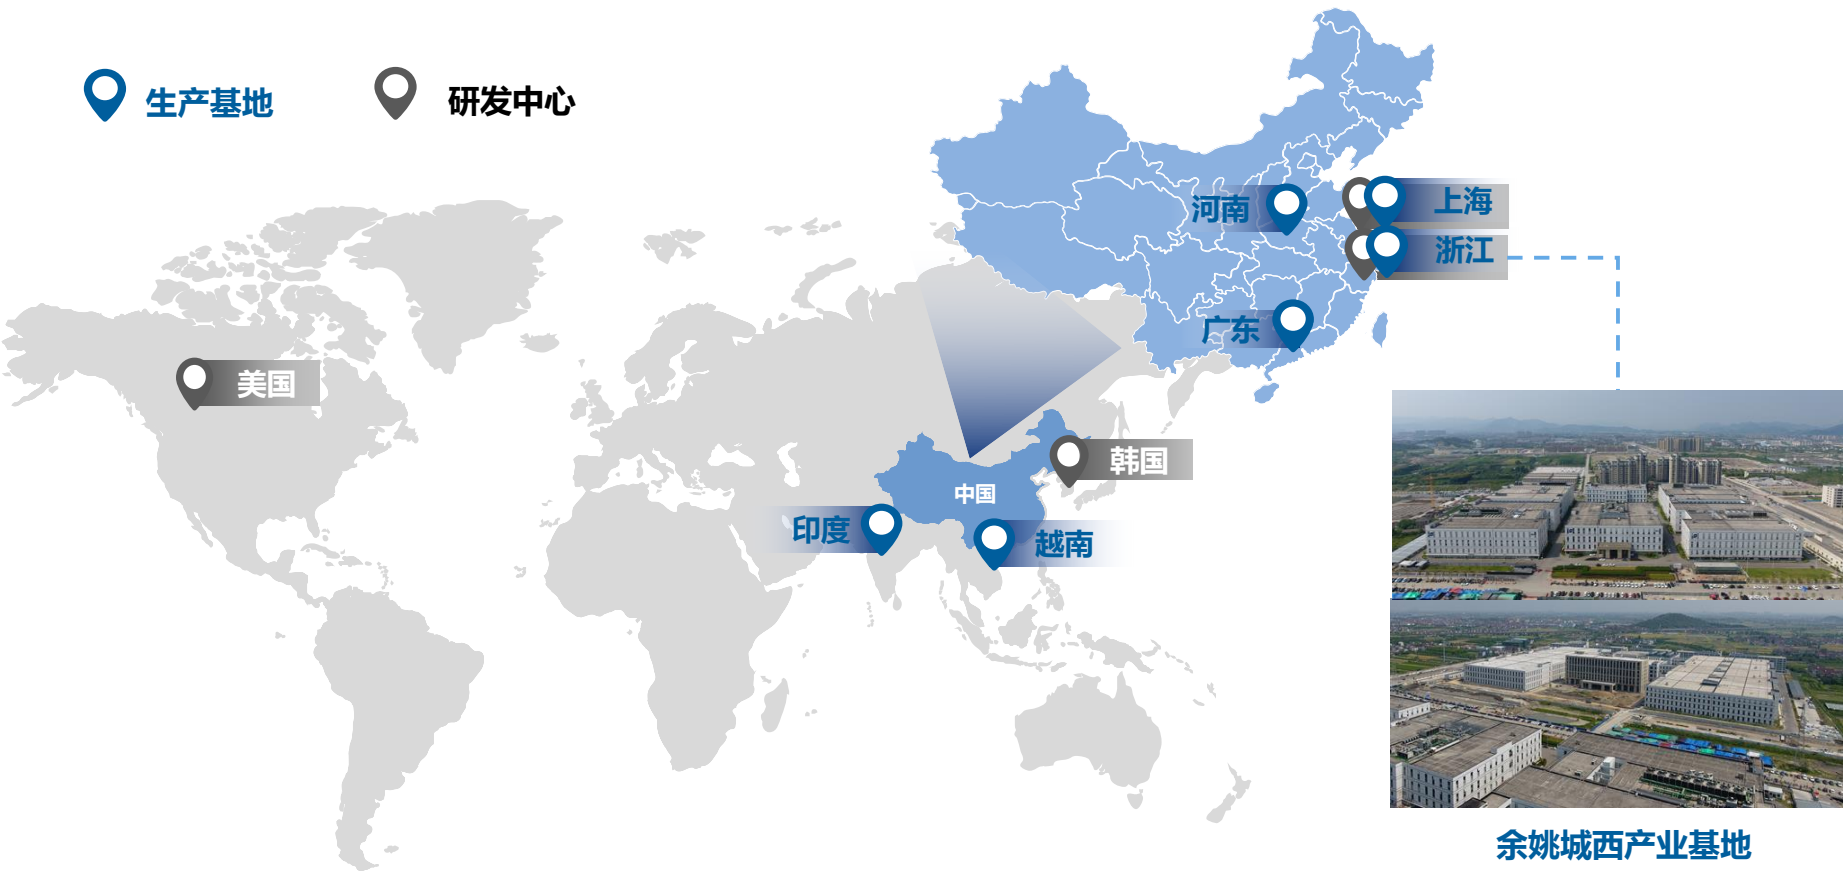 生产基地
研发中心
河南
上海
浙江
广东
美国
韩国
中国
印度
越南
余姚城西产业基地